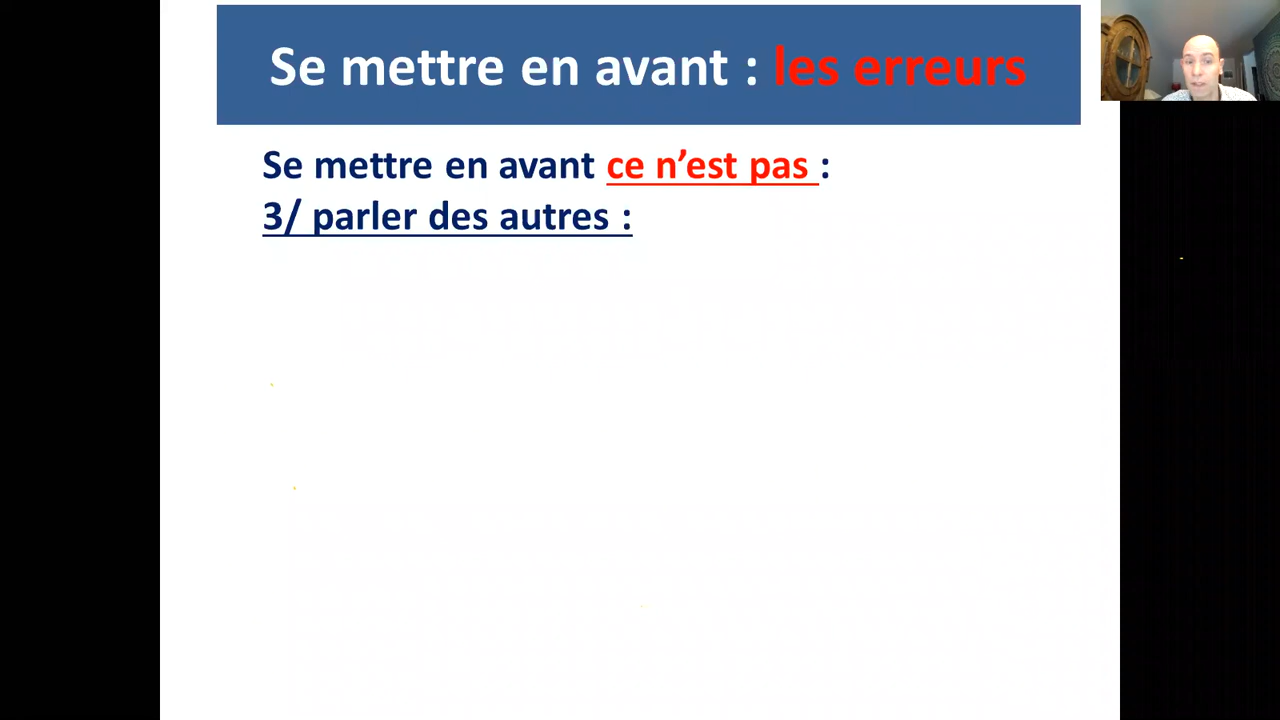 Se mettre en avant : les erreurs
Se mettre en avant ce n’est pas :
3/ parler des autres :